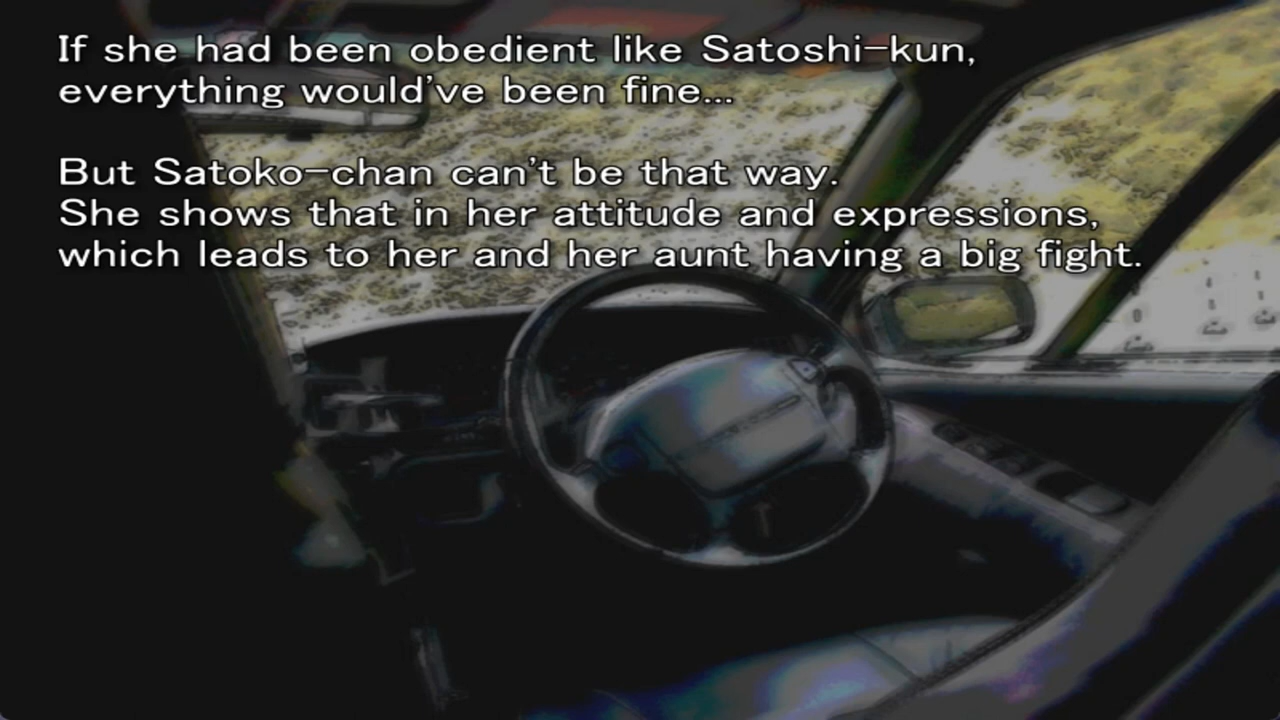 If she had been obedient like Satoshi-kun,
everything would've been fine...
But Satoko-chan can't be that way.
She shows that in her attitude and expressions,
which leads to her and her aunt having a big fight.